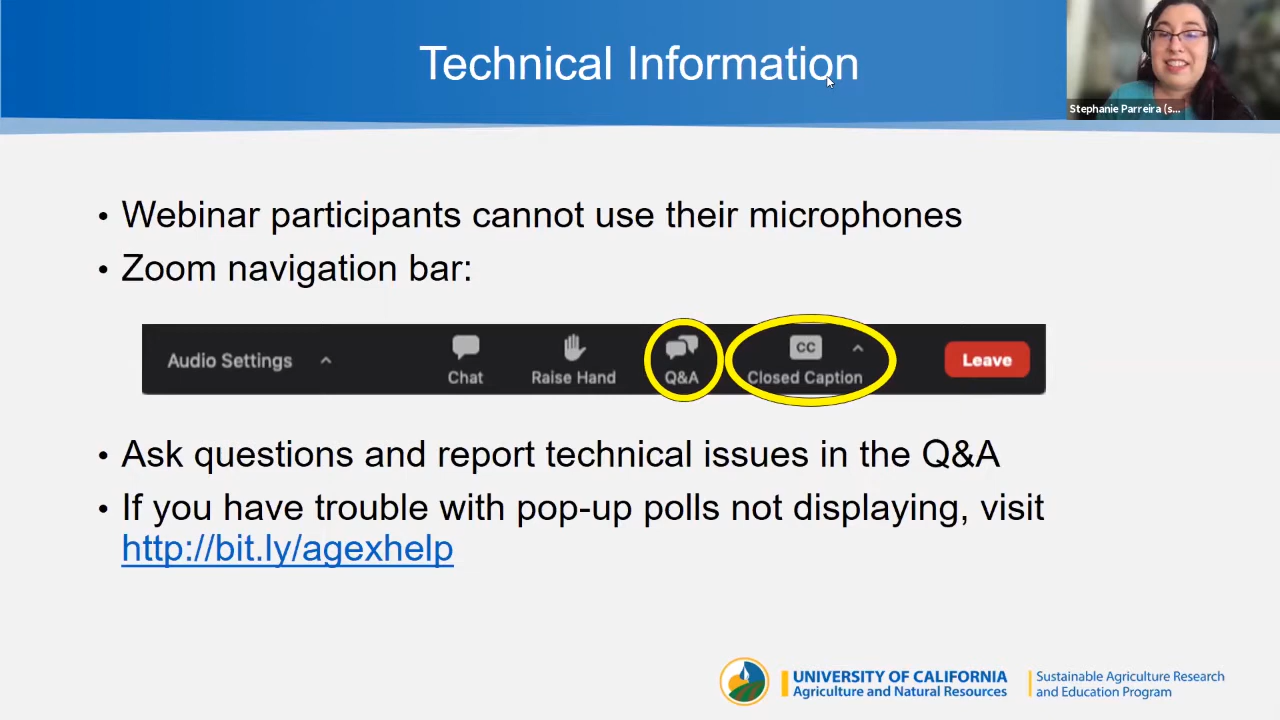 Technical Information
Stephanie Parreira (s...
• Webinar participants cannot use their microphones
• Zoom navigation bar:
Audio Settings
Chat
Raise Hand
Q&A
CC
Closed Caption
Leave
• Ask questions and report technical issues in the Q&A
• If you have trouble with pop-up polls not displaying, visit
http://bit.ly/agexhelp
UNIVERSITY OF CALIFORNIA
Agriculture and Natural Resources
Sustainable Agriculture Research
and Education Program